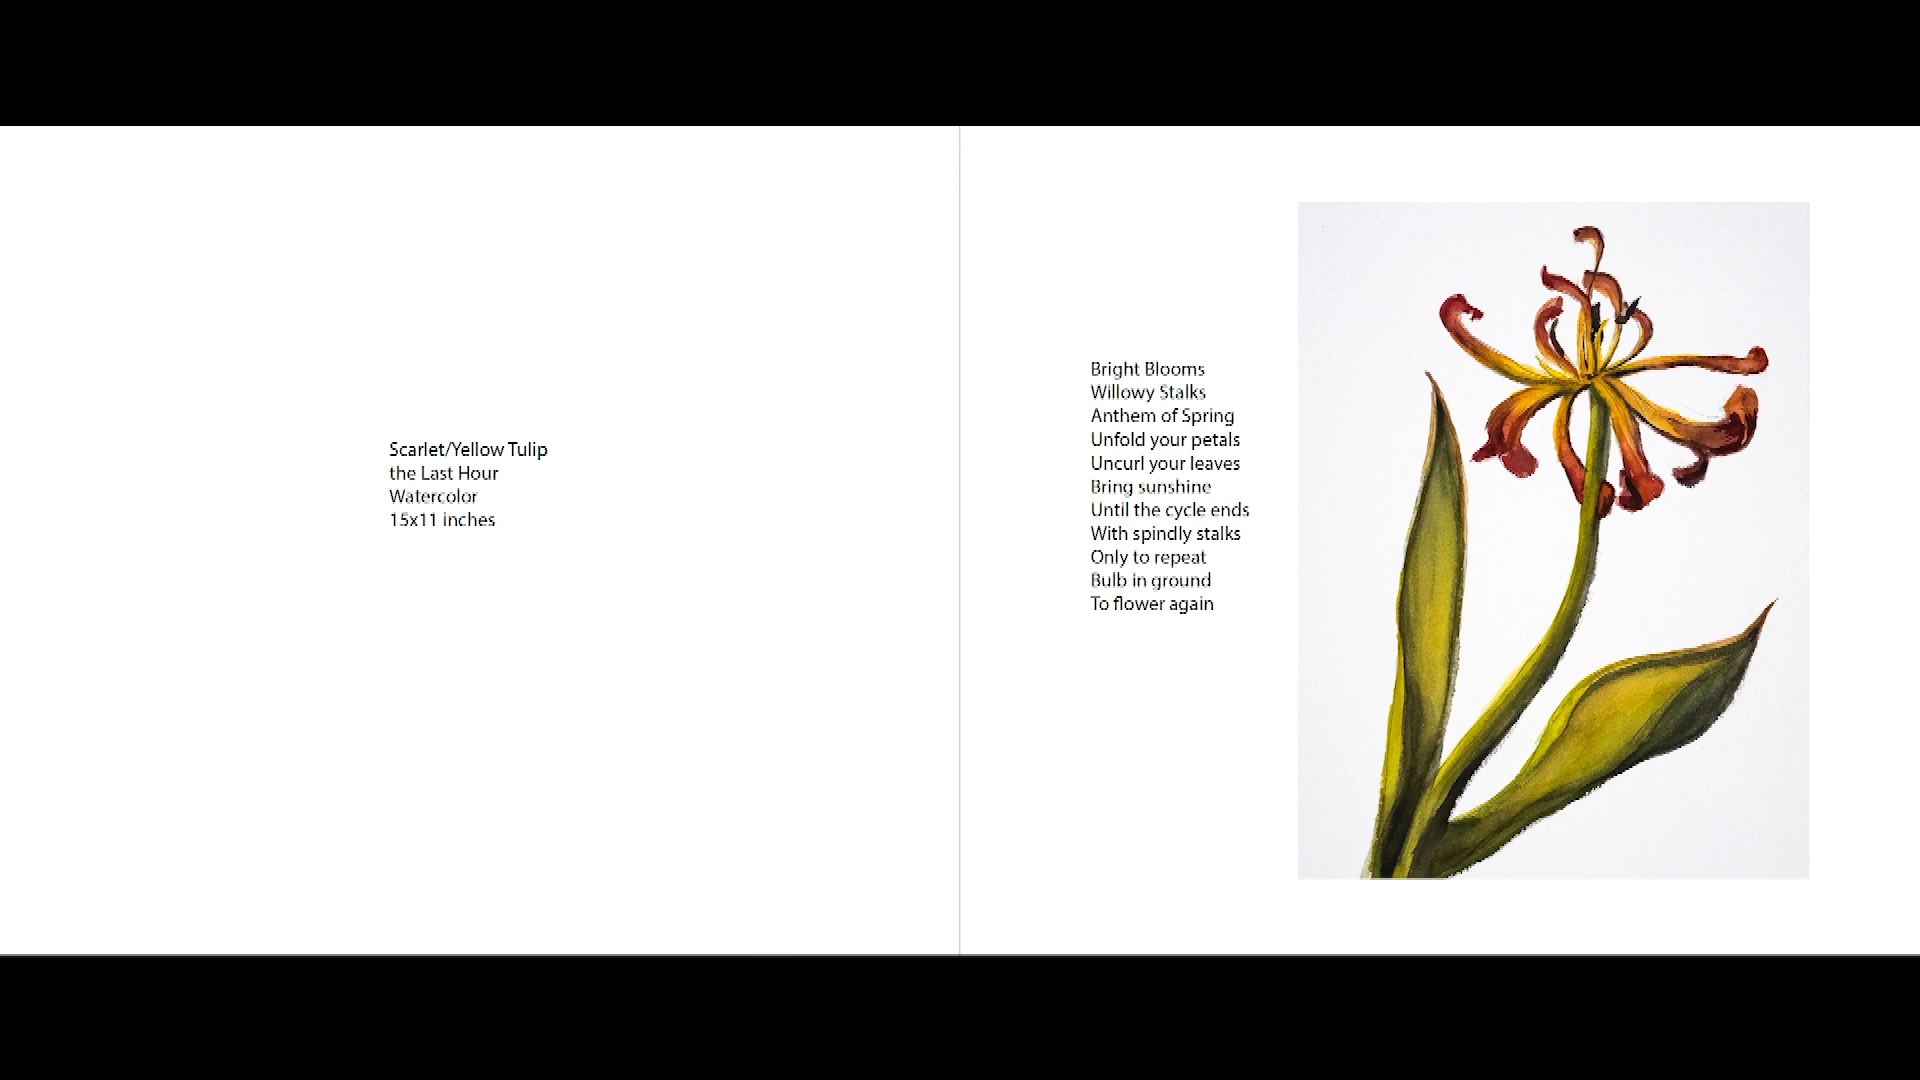 Scarlet/Yellow Tulip
the Last Hour
Watercolor
15x11 inches
Bright Blooms
Willowy Stalks
Anthem of Spring
Unfold your petals
Uncurl your leaves
Bring sunshine
Until the cycle ends
With spindly stalks
Only to repeat
Bulb in ground
To flower again